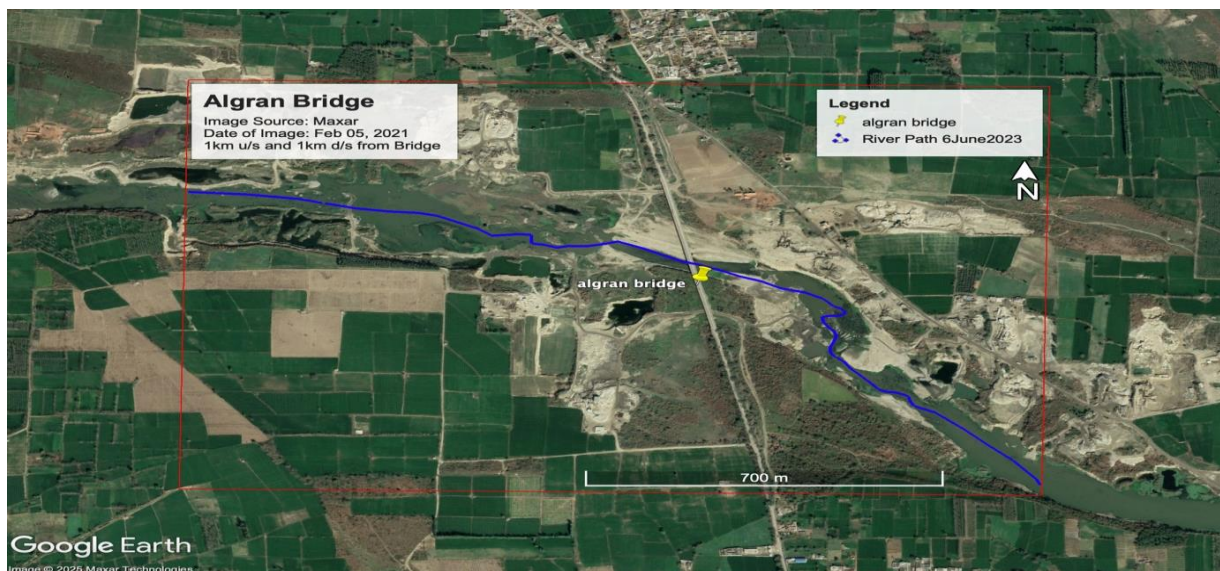 Algran Bridge
Image Source: Maxar
Date of Image: Feb 05, 2021
1km u/s and 1km d/s from Bridge
Legend
algran bridge
River Path 6June2023
N
algran bridge
700 m
Google Earth
Image © 2025 Maxar Technologies